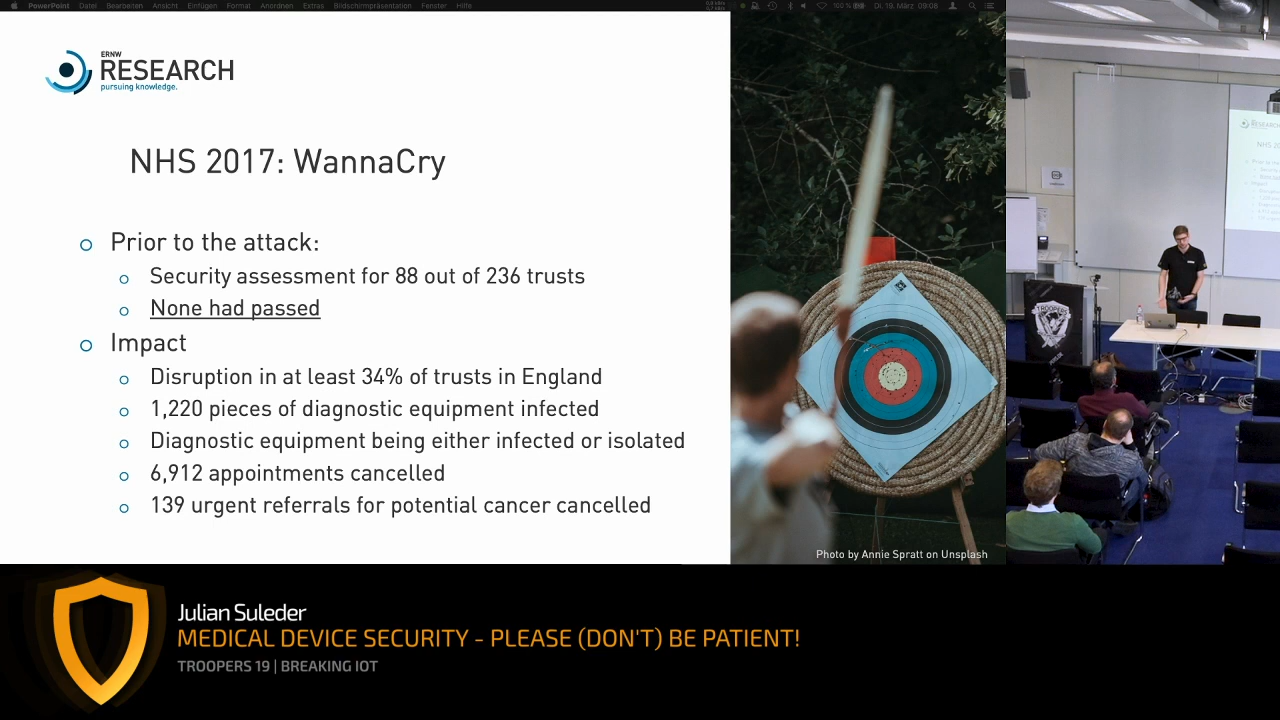 PowerPoint Datei Bearbeiten Ansicht Einfügen Format Anordnen Extras Bildschirmpräsentation Fenster Hilfe
100 % Di. 19. März 09:08
ERNW
RESEARCH
pursuing knowledge.
NHS 2017: WannaCry
Prior to the attack:
Security assessment for 88 out of 236 trusts
None had passed
Impact
Disruption in at least 34% of trusts in England
1,220 pieces of diagnostic equipment infected
Diagnostic equipment being either infected or isolated
6,912 appointments cancelled
139 urgent referrals for potential cancer cancelled
Photo by Annie Spratt on Unsplash
RESEARCH
TROOPERS
Julian Suleder
MEDICAL DEVICE SECURITY - PLEASE (DON'T) BE PATIENT!
TROOPERS 19 | BREAKING IOT